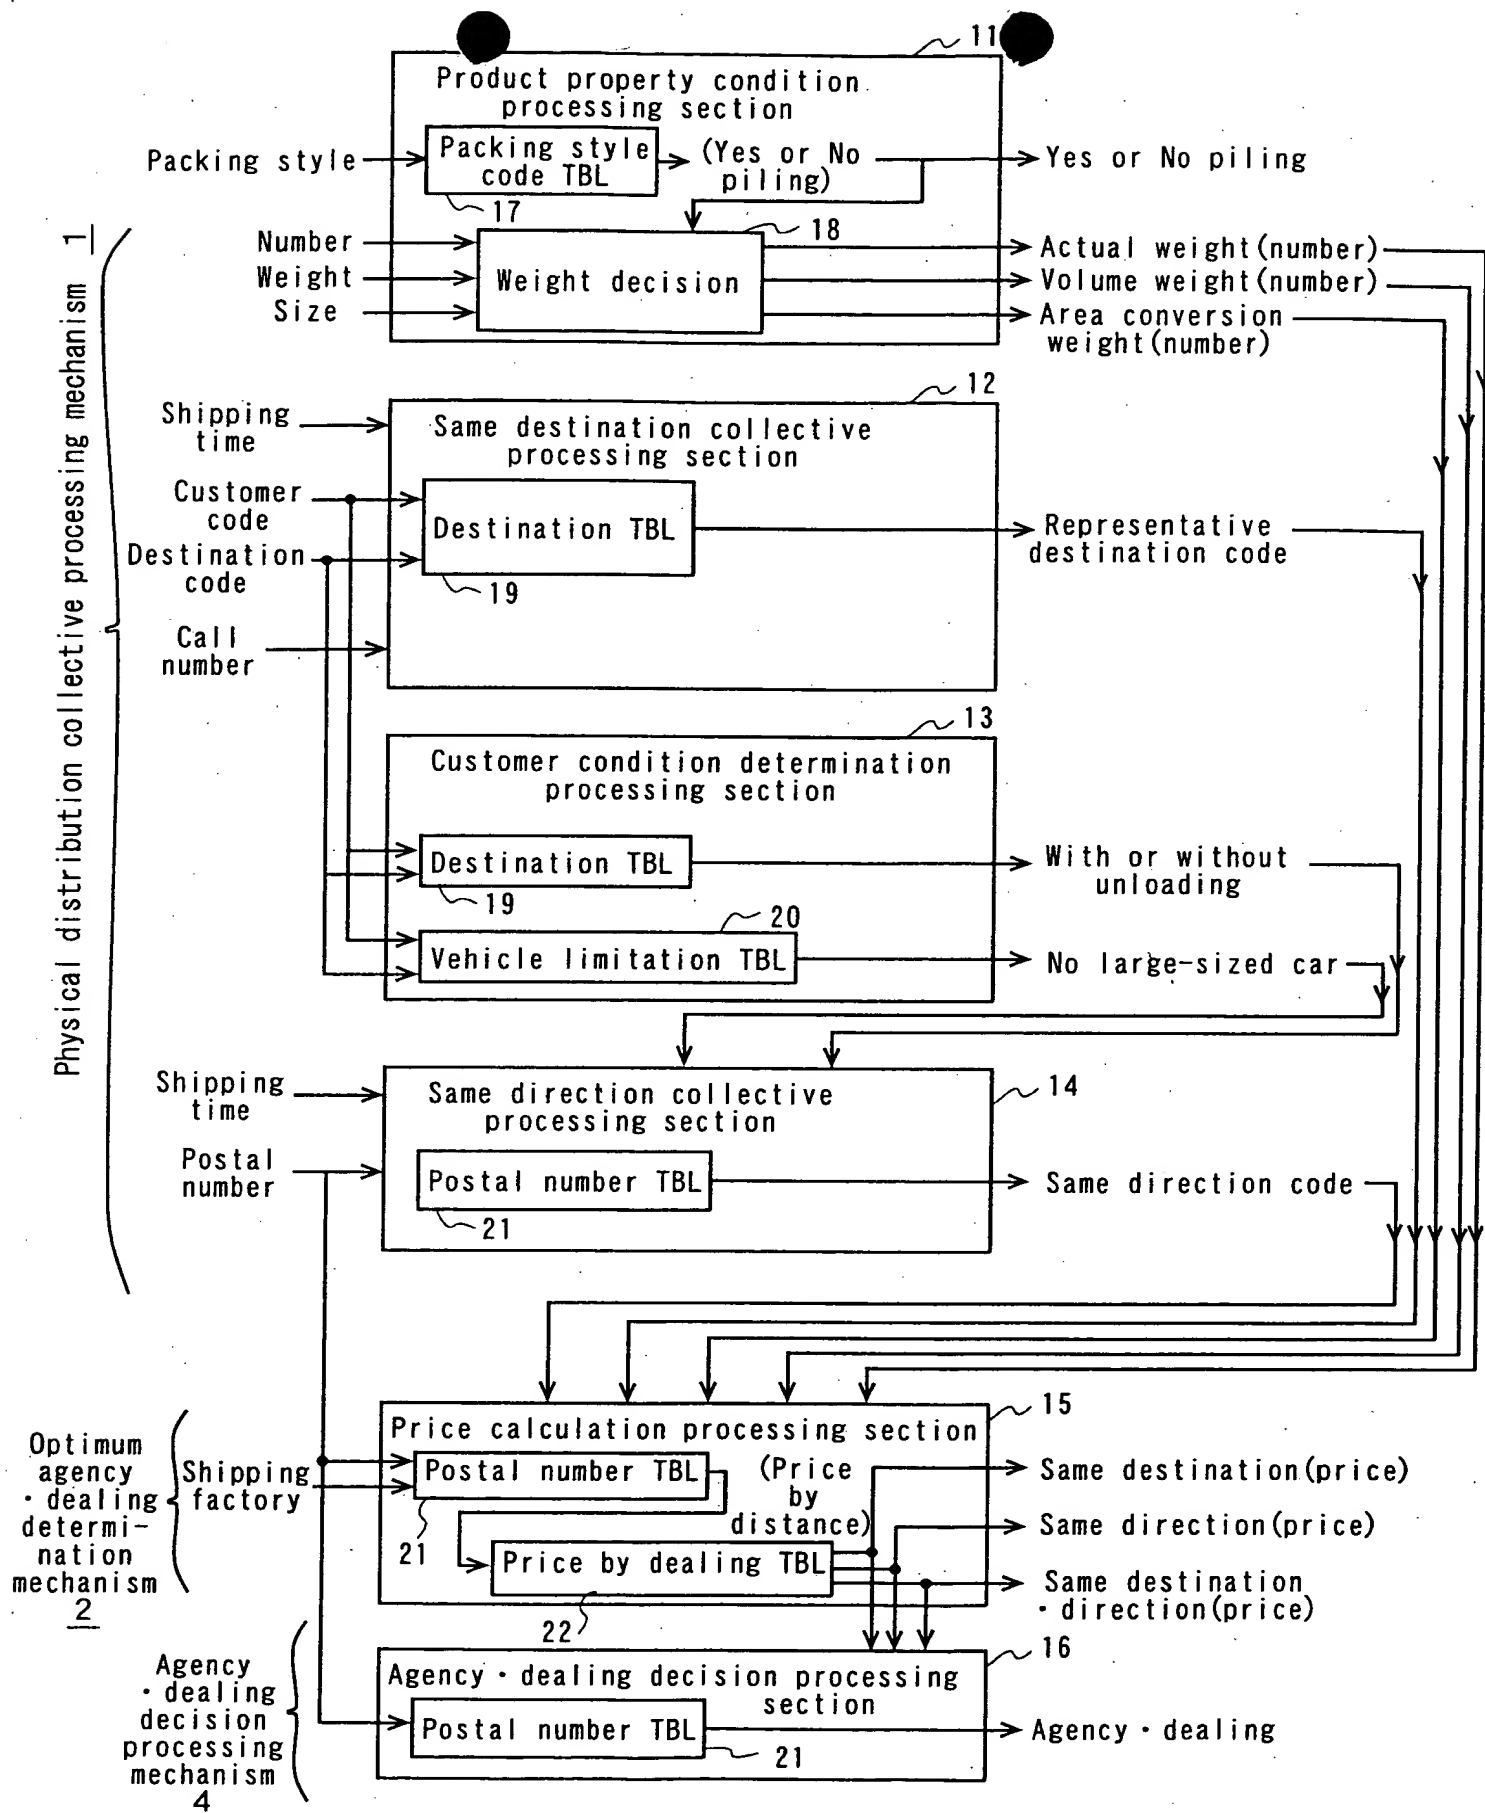 11
Product property condition
processing section
Packing style
Packing style
code TBL
(Yes or No
piling)
Yes or No piling
17
18
Number
Weight
Size
Weight decision
Actual weight(number)
Volume weight(number)
Area conversion
weight(number)
Physical distribution collective processing mechanism 1
12
Shipping
time
Same destination collective
processing section
Customer
code
Destination
code
Destination TBL
19
Representative
destination code
Call
number
13
Customer condition determination
processing section
Destination TBL
19
With or without
unloading
20
Vehicle limitation TBL
No large-sized car
14
Shipping
time
Same direction collective
processing section
Postal
number
Postal number TBL
21
Same direction code
15
Price calculation processing section
Optimum
agency
・dealing
determi-
nation
mechanism
2
Shipping
factory
Postal number TBL
21
(Price
by
distance)
Price by dealing TBL
22
Same destination(price)
Same direction(price)
Same destination
・direction(price)
16
Agency・dealing decision processing
section
Agency
・dealing
decision
processing
mechanism
4
Postal number TBL
21
Agency・dealing